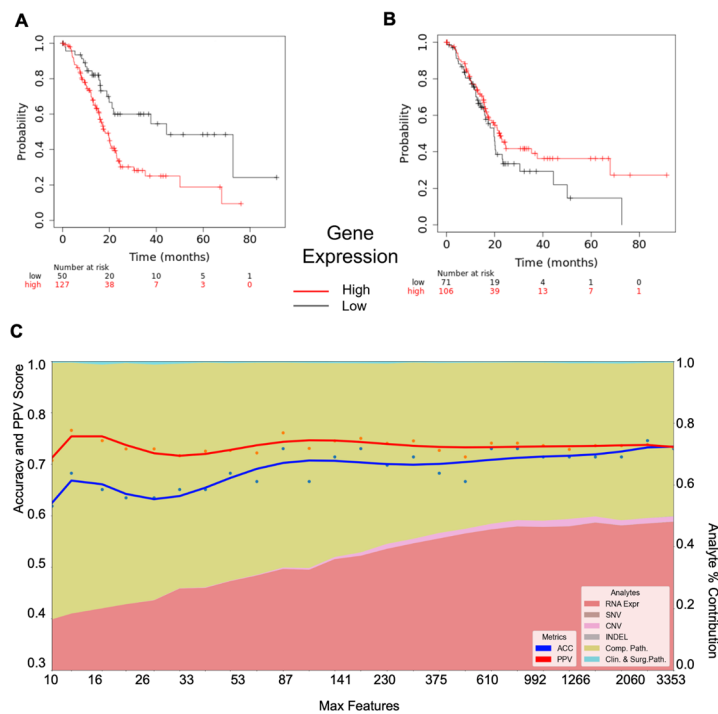 A
Probability
1.0
0.8
0.6
0.4
0.2
0.0
0 20 40 60 80
Time (months)
Number at risk
low 50 20 10 5 1
high 127 38 7 3 0
B
Probability
1.0
0.8
0.6
0.4
0.2
0.0
0 20 40 60 80
Time (months)
Number at risk
low 71 19 4 1 0
high 106 39 13 7 1
Gene
Expression
High
Low
C
Accuracy and PPV Score
1.0
0.8
0.7
0.6
0.5
0.4
0.3
1.0
0.8
0.6
0.4
0.2
0.0
Analyte % Contribution
Metrics
ACC
PPV
Analytes
RNA Expr
SNV
CNV
INDEL
Comp. Path.
Clin. & Surg.Path.
10 16 26 33 53 87 141 230 375 610 992 1266 2060 3353
Max Features